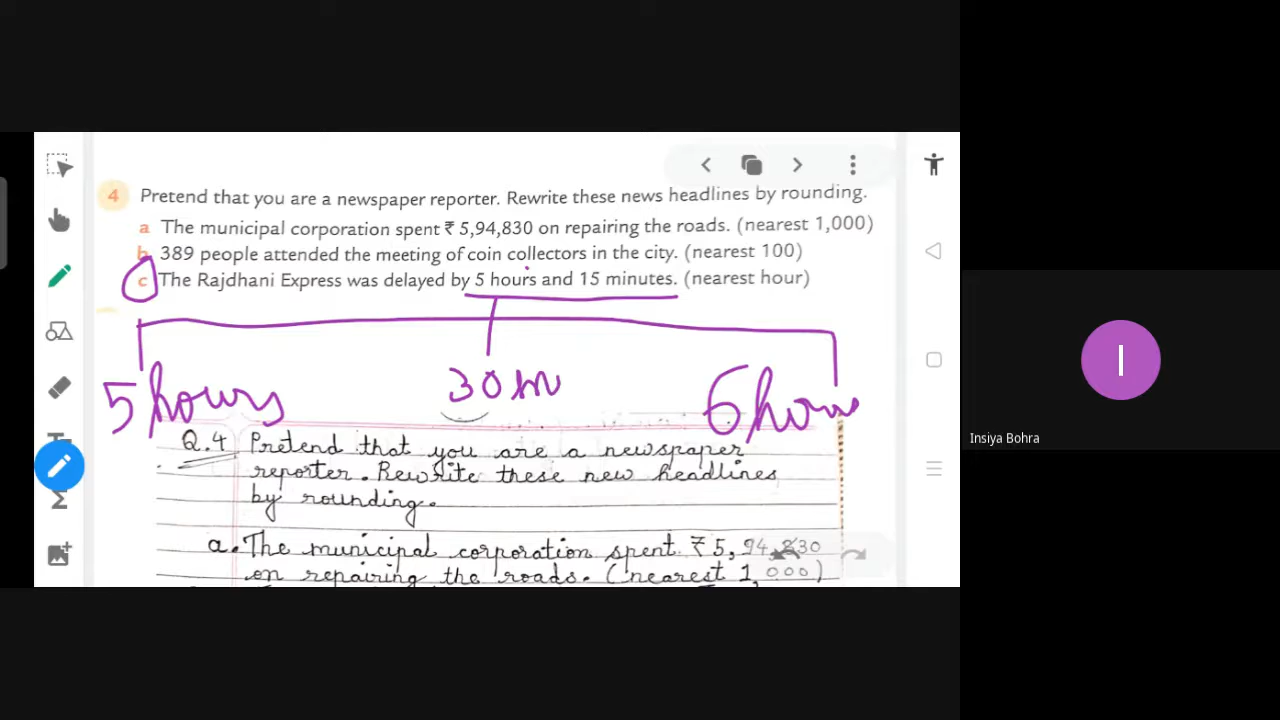 4 Pretend that you are a newspaper reporter. Rewrite these news headlines by rounding.
a The municipal corporation spent ₹ 5,94,830 on repairing the roads. (nearest 1,000)
b 389 people attended the meeting of coin collectors in the city. (nearest 100)
c The Rajdhani Express was delayed by 5 hours and 15 minutes. (nearest hour)
5 hours 30 m 6 hours
Q.4 Pretend that you are a newspaper
reporter. Rewrite these new headlines
by rounding.
a. The municipal corporation spent ₹ 5, 94,830
on repairing the roads. (nearest 1,000)
I
Insiya Bohra